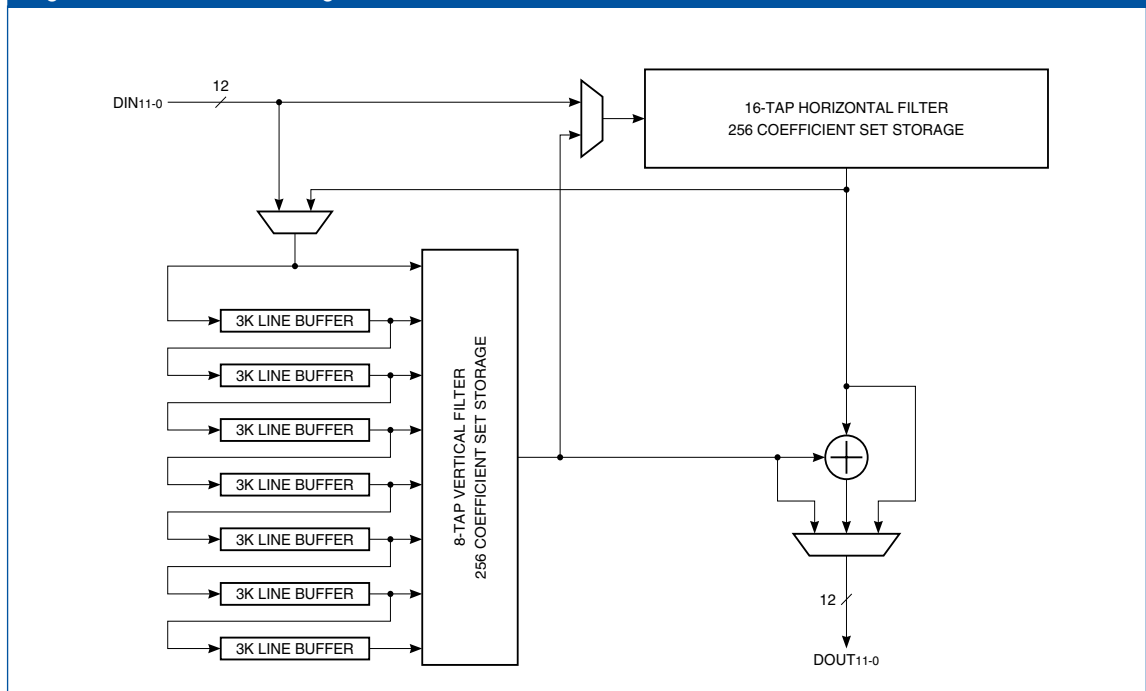 12
DIN11-0
16-TAP HORIZONTAL FILTER
256 COEFFICIENT SET STORAGE
3K LINE BUFFER
3K LINE BUFFER
3K LINE BUFFER
3K LINE BUFFER
3K LINE BUFFER
3K LINE BUFFER
3K LINE BUFFER
8-TAP VERTICAL FILTER
256 COEFFICIENT SET STORAGE
12
DOUT11-0